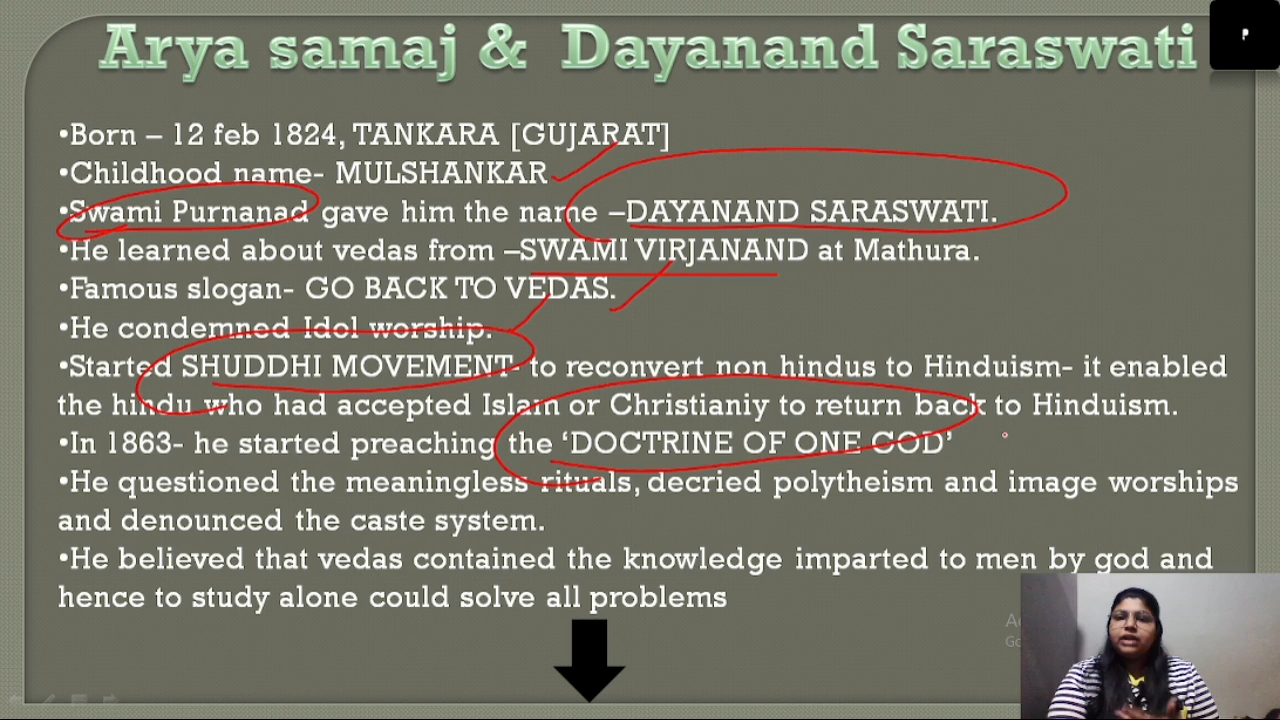 Arya samaj & Dayanand Saraswati
P
•Born – 12 feb 1824, TANKARA [GUJARAT]
•Childhood name- MULSHANKAR
•Swami Purnanad gave him the name –DAYANAND SARASWATI.
•He learned about vedas from –SWAMI VIRJANAND at Mathura.
•Famous slogan- GO BACK TO VEDAS.
•He condemned Idol worship.
•Started SHUDDHI MOVEMENT- to reconvert non hindus to Hinduism- it enabled
the hindu who had accepted Islam or Christianiy to return back to Hinduism.
•In 1863- he started preaching the ‘DOCTRINE OF ONE GOD’
•He questioned the meaningless rituals, decried polytheism and image worships
and denounced the caste system.
•He believed that vedas contained the knowledge imparted to men by god and
hence to study alone could solve all problems